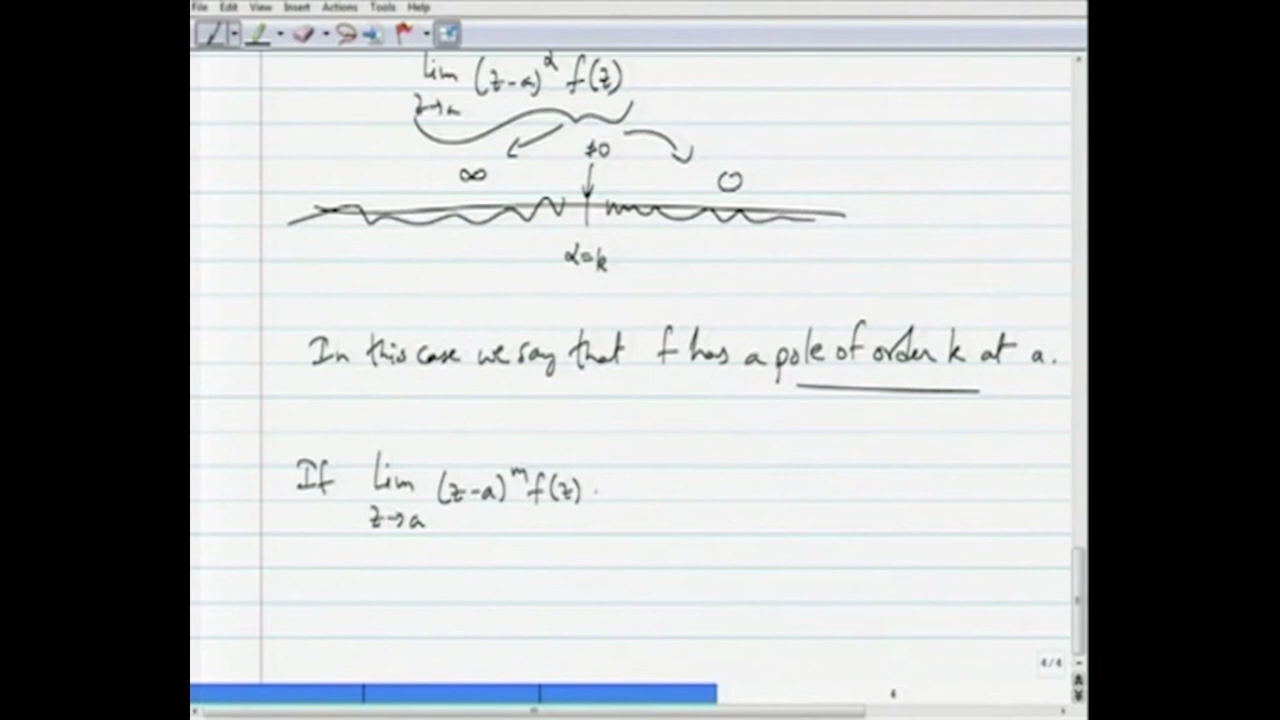 File Edit View Insert Actions Tools Help
lim (z-a)^α f(z)
z→a
≠0
∞
0
α=k
In this case we say that f has a pole of order k at a.
If lim (z-a)^m f(z).
z→a
4/4
6